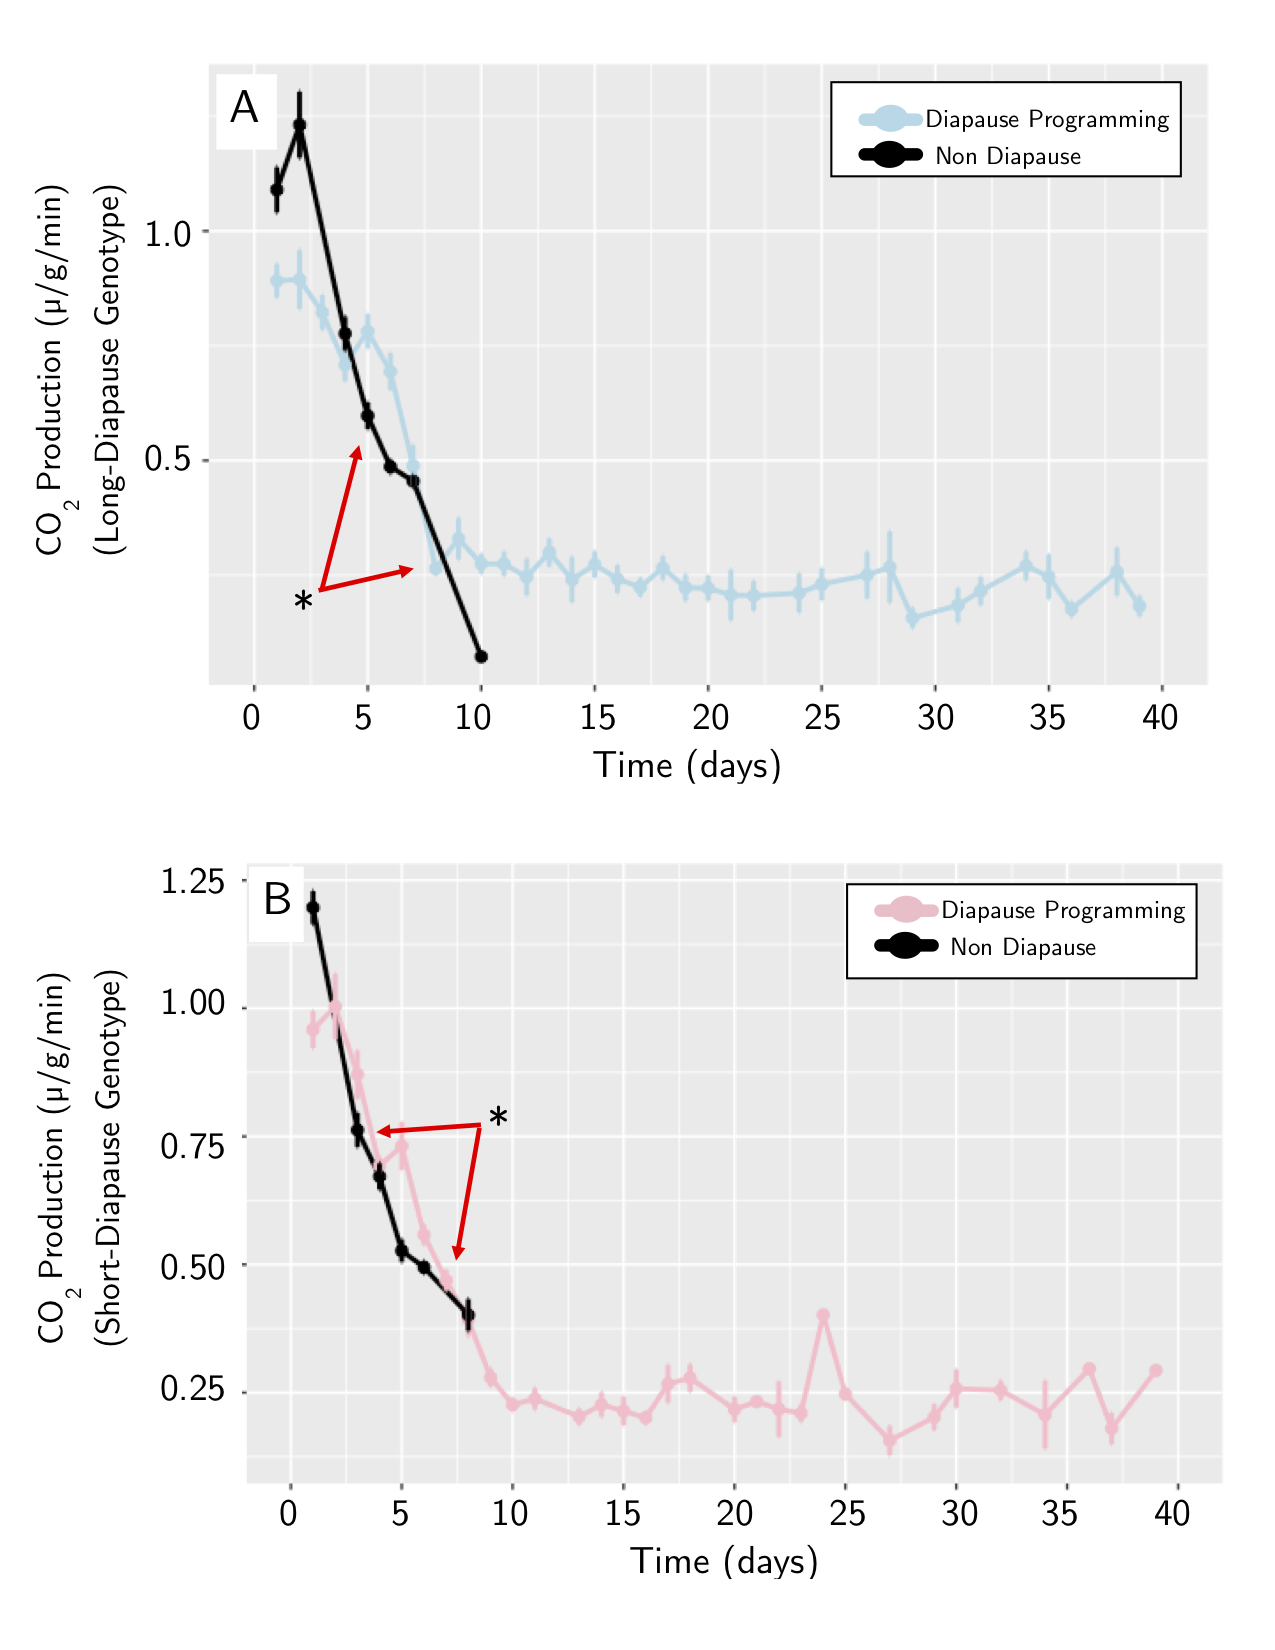 A
Diapause Programming
Non Diapause
CO2 Production (µ/g/min)
(Long-Diapause Genotype)
1.0
0.5
*
0 5 10 15 20 25 30 35 40
Time (days)
B
Diapause Programming
Non Diapause
CO2 Production (µ/g/min)
(Short-Diapause Genotype)
1.25
1.00
0.75
0.50
0.25
*
0 5 10 15 20 25 30 35 40
Time (days)